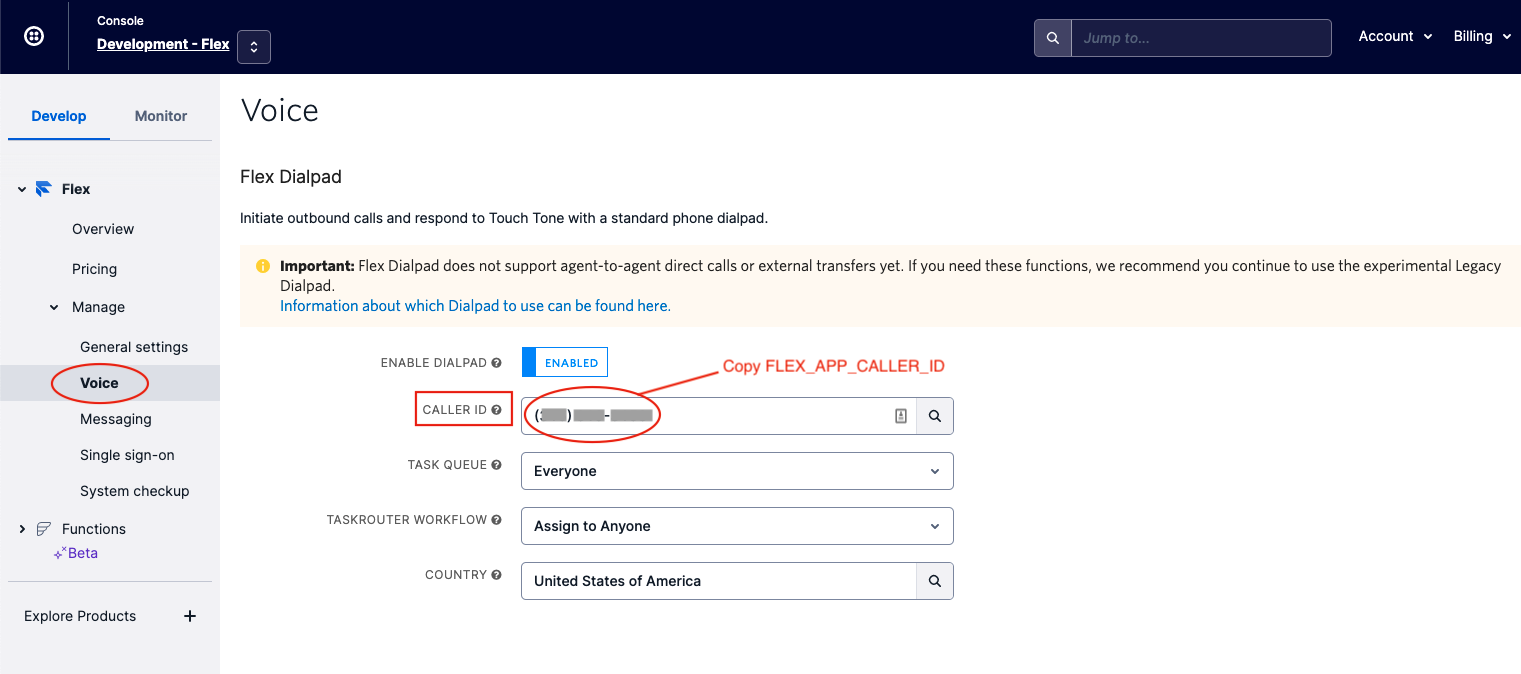 Console
Development - Flex
Jump to...
Account
Billing
Develop
Monitor
Flex
Overview
Pricing
Manage
General settings
Voice
Messaging
Single sign-on
System checkup
Functions
Beta
Explore Products
Voice
Flex Dialpad
Initiate outbound calls and respond to Touch Tone with a standard phone dialpad.
Important: Flex Dialpad does not support agent-to-agent direct calls or external transfers yet. If you need these functions, we recommend you continue to use the experimental Legacy
Dialpad.
Information about which Dialpad to use can be found here.
ENABLE DIALPAD
ENABLED
Copy FLEX_APP_CALLER_ID
CALLER ID
TASK QUEUE
Everyone
TASKROUTER WORKFLOW
Assign to Anyone
COUNTRY
United States of America